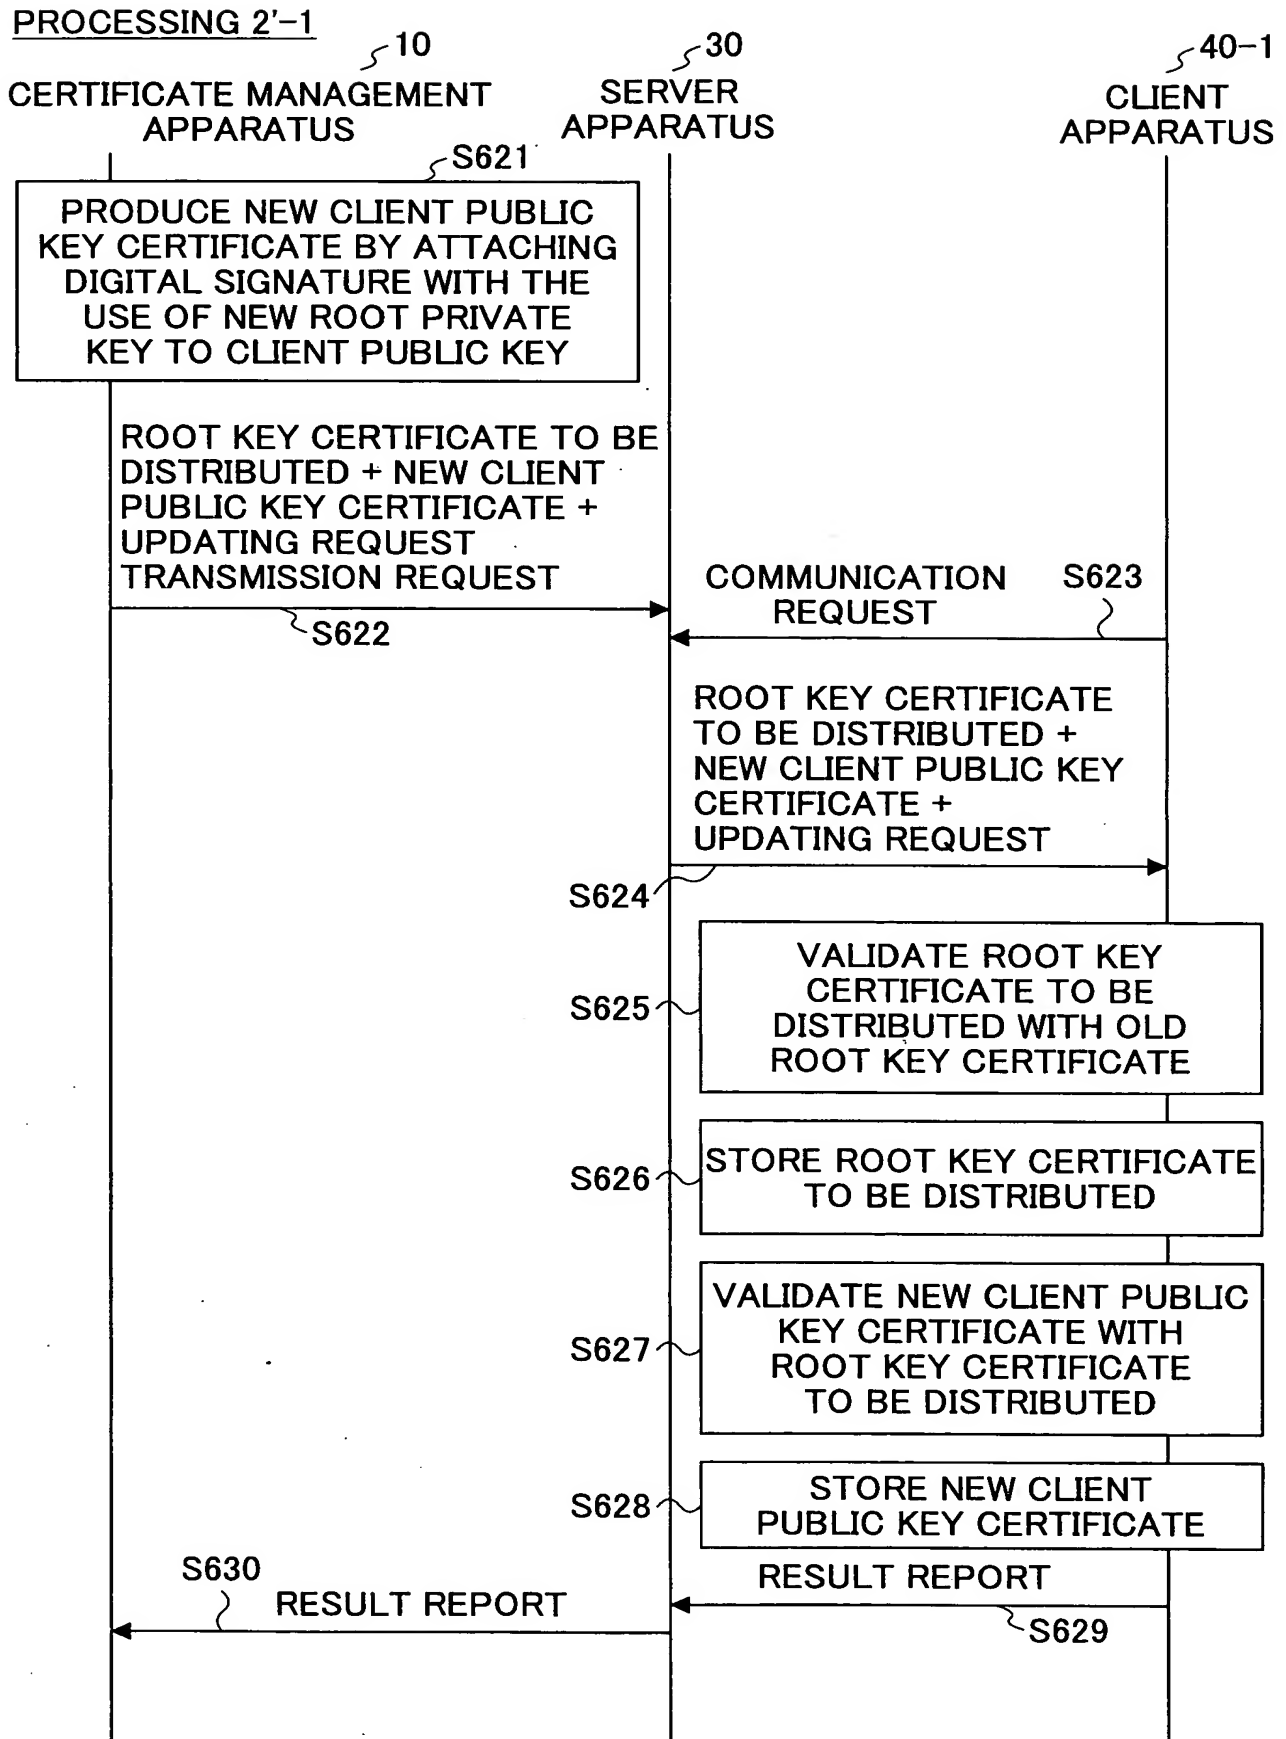 PROCESSING 2'-1
10
CERTIFICATE MANAGEMENT
APPARATUS
30
SERVER
APPARATUS
40-1
CLIENT
APPARATUS
S621
PRODUCE NEW CLIENT PUBLIC
KEY CERTIFICATE BY ATTACHING
DIGITAL SIGNATURE WITH THE
USE OF NEW ROOT PRIVATE
KEY TO CLIENT PUBLIC KEY
ROOT KEY CERTIFICATE TO BE
DISTRIBUTED + NEW CLIENT
PUBLIC KEY CERTIFICATE +
UPDATING REQUEST
TRANSMISSION REQUEST
S622
COMMUNICATION
REQUEST
S623
ROOT KEY CERTIFICATE
TO BE DISTRIBUTED +
NEW CLIENT PUBLIC KEY
CERTIFICATE +
UPDATING REQUEST
S624
S625
VALIDATE ROOT KEY
CERTIFICATE TO BE
DISTRIBUTED WITH OLD
ROOT KEY CERTIFICATE
S626
STORE ROOT KEY CERTIFICATE
TO BE DISTRIBUTED
S627
VALIDATE NEW CLIENT PUBLIC
KEY CERTIFICATE WITH
ROOT KEY CERTIFICATE
TO BE DISTRIBUTED
S628
STORE NEW CLIENT
PUBLIC KEY CERTIFICATE
RESULT REPORT
S629
S630
RESULT REPORT